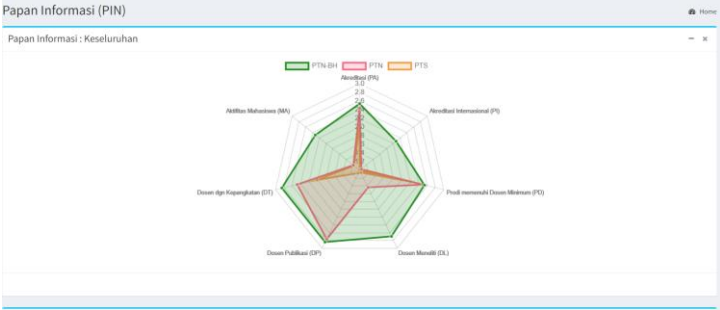 Papan Informasi (PIN)
Home
Papan Informasi : Keseluruhan
PTN-BH PTN PTS
Akreditasi (PA)
3.0
2.8
2.6
Aktifitas Mahasiswa (MA)
Akreditasi Internasional (PI)
Dosen dgn Kepangkatan (DT)
Prodi memenuhi Dosen Minimum (PD)
Dosen Publikasi (DP)
Dosen Meneliti (DL)